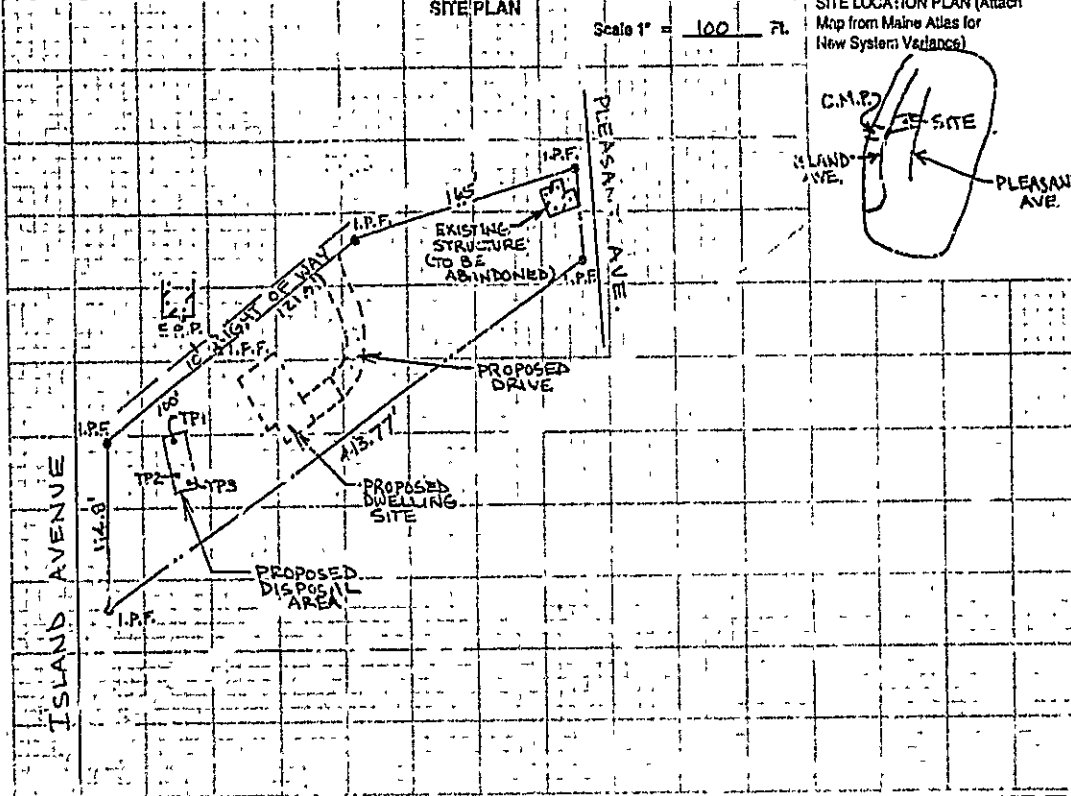 SITE PLAN
Scale 1" = 100 Ft.
SITE LOCATION PLAN (Attach
Map from Maine Atlas for
New System Variance)
C.M.P.
SITE
ISLAND
AVE.
PLEASANT
AVE.
PLEASANT AVE.
I.P.F.
165'
I.P.F.
EXISTING
STRUCTURE
(TO BE
ABANDONED)
I.P.F.
RIGHT OF WAY
I.P.F.
PROPOSED
DRIVE
100'
I.P.F.
TP1
TP2
TP3
413.77'
PROPOSED
DWELLING
SITE
PROPOSED
DISPOSAL
AREA
I.P.F.
ISLAND AVENUE